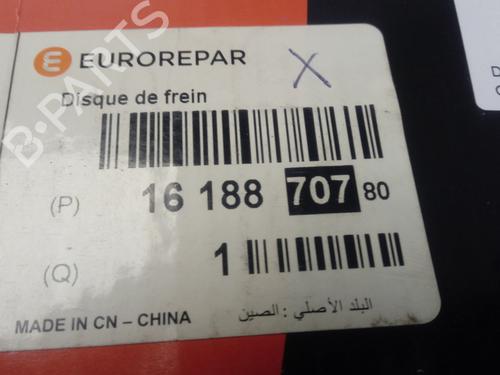 EUROREPAR
X
Disque de frein
(P) 16 188 707 80
(Q) 1
البلد الأصلي : الصين
MADE IN CN – CHINA
B-PARTS